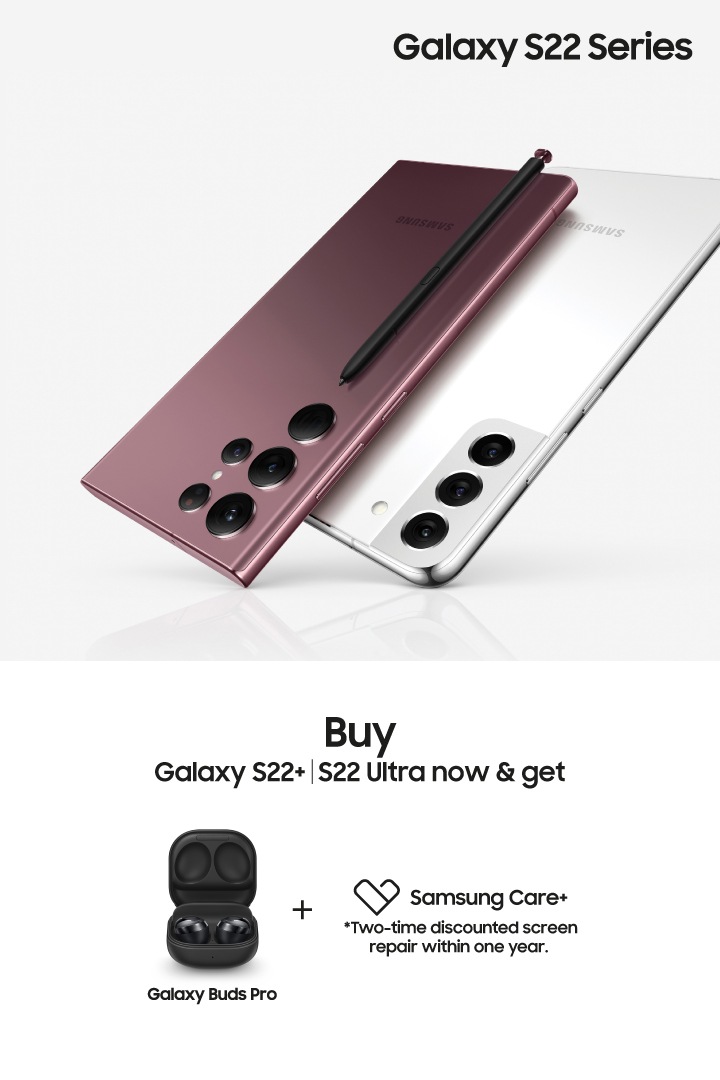 Galaxy S22 Series
SAMSUNG
SAMSUNG
Buy
Galaxy S22+ | S22 Ultra now & get
+
Samsung Care+
*Two-time discounted screen
repair within one year.
Galaxy Buds Pro